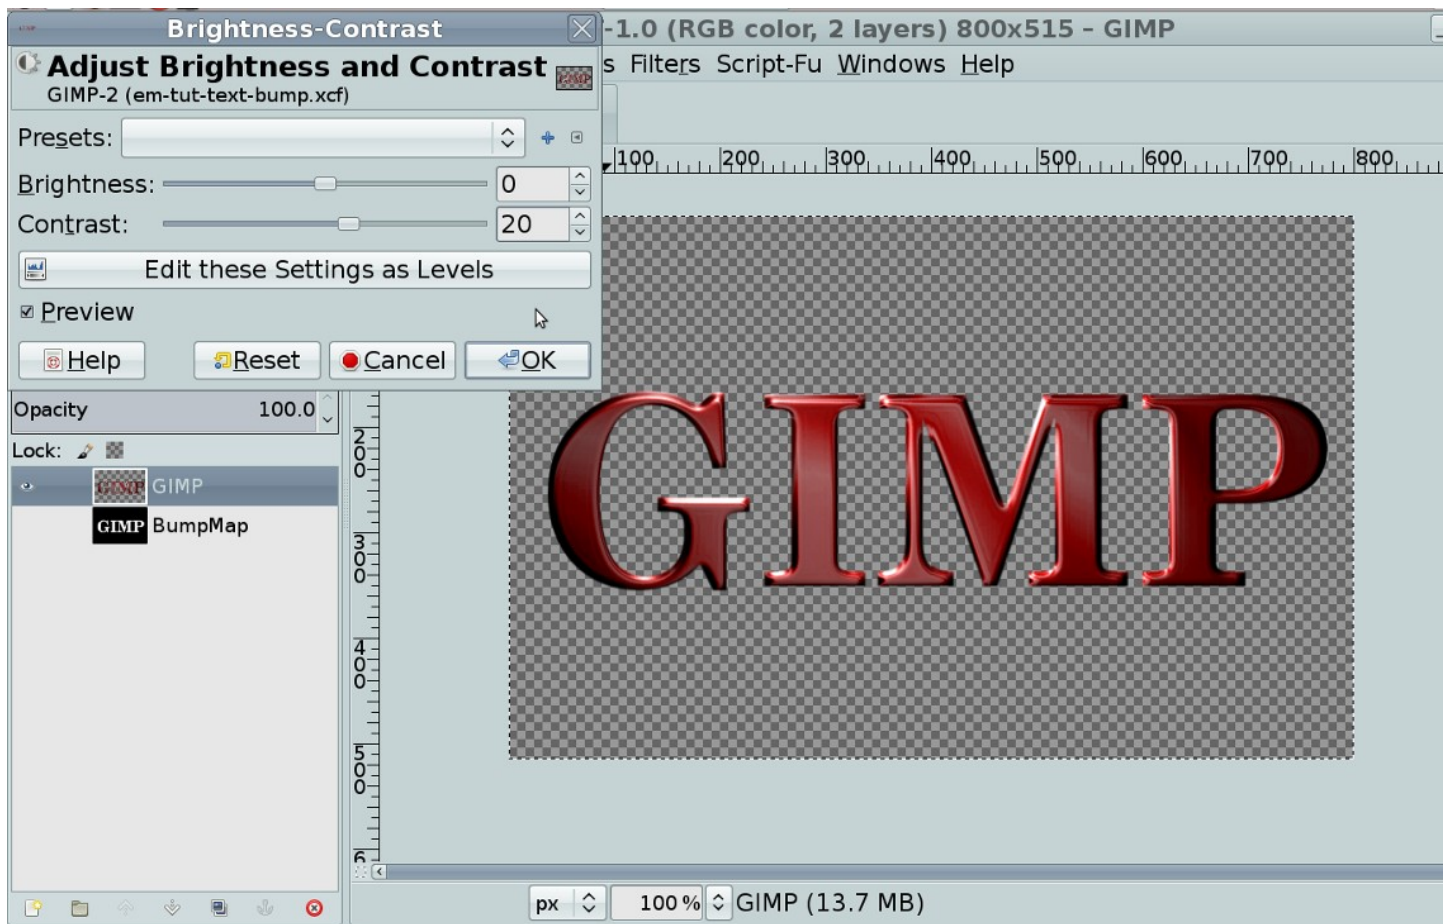 Brightness-Contrast
-1.0 (RGB color, 2 layers) 800x515 – GIMP
Adjust Brightness and Contrast
GIMP-2 (em-tut-text-bump.xcf)
s Filters Script-Fu Windows Help
Presets:
100 200 300 400 500 600 700 800
Brightness: 0
Contrast: 20
Edit these Settings as Levels
Preview
Help Reset Cancel OK
Opacity 100.0
Lock:
GIMP
GIMP
GIMP BumpMap
200
300
400
500
6
px 100% GIMP (13.7 MB)